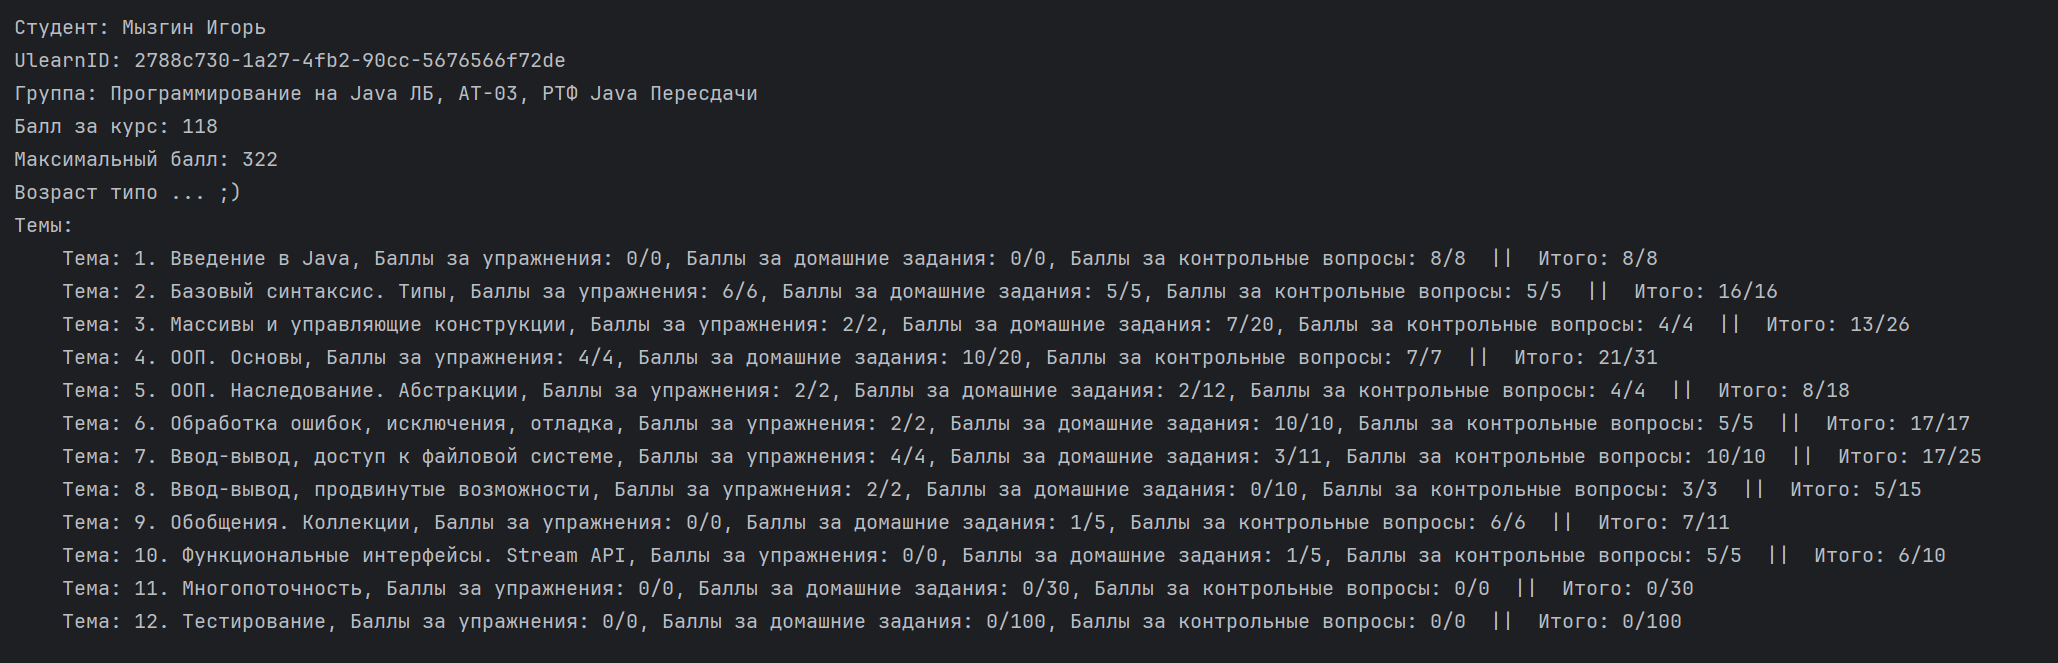 Студент: Мызгин Игорь
UlearnID: 2788c730-1a27-4fb2-90cc-5676566f72de
Группа: Программирование на Java ЛБ, АТ-03, РТФ Java Пересдачи
Балл за курс: 118
Максимальный балл: 322
Возраст типо ... ;)
Темы:
Тема: 1. Введение в Java, Баллы за упражнения: 0/0, Баллы за домашние задания: 0/0, Баллы за контрольные вопросы: 8/8 || Итого: 8/8
Тема: 2. Базовый синтаксис. Типы, Баллы за упражнения: 6/6, Баллы за домашние задания: 5/5, Баллы за контрольные вопросы: 5/5 || Итого: 16/16
Тема: 3. Массивы и управляющие конструкции, Баллы за упражнения: 2/2, Баллы за домашние задания: 7/20, Баллы за контрольные вопросы: 4/4 || Итого: 13/26
Тема: 4. ООП. Основы, Баллы за упражнения: 4/4, Баллы за домашние задания: 10/20, Баллы за контрольные вопросы: 7/7 || Итого: 21/31
Тема: 5. ООП. Наследование. Абстракции, Баллы за упражнения: 2/2, Баллы за домашние задания: 2/12, Баллы за контрольные вопросы: 4/4 || Итого: 8/18
Тема: 6. Обработка ошибок, исключения, отладка, Баллы за упражнения: 2/2, Баллы за домашние задания: 10/10, Баллы за контрольные вопросы: 5/5 || Итого: 17/17
Тема: 7. Ввод-вывод, доступ к файловой системе, Баллы за упражнения: 4/4, Баллы за домашние задания: 3/11, Баллы за контрольные вопросы: 10/10 || Итого: 17/25
Тема: 8. Ввод-вывод, продвинутые возможности, Баллы за упражнения: 2/2, Баллы за домашние задания: 0/10, Баллы за контрольные вопросы: 3/3 || Итого: 5/15
Тема: 9. Обобщения. Коллекции, Баллы за упражнения: 0/0, Баллы за домашние задания: 1/5, Баллы за контрольные вопросы: 6/6 || Итого: 7/11
Тема: 10. Функциональные интерфейсы. Stream API, Баллы за упражнения: 0/0, Баллы за домашние задания: 1/5, Баллы за контрольные вопросы: 5/5 || Итого: 6/10
Тема: 11. Многопоточность, Баллы за упражнения: 0/0, Баллы за домашние задания: 0/30, Баллы за контрольные вопросы: 0/0 || Итого: 0/30
Тема: 12. Тестирование, Баллы за упражнения: 0/0, Баллы за домашние задания: 0/100, Баллы за контрольные вопросы: 0/0 || Итого: 0/100